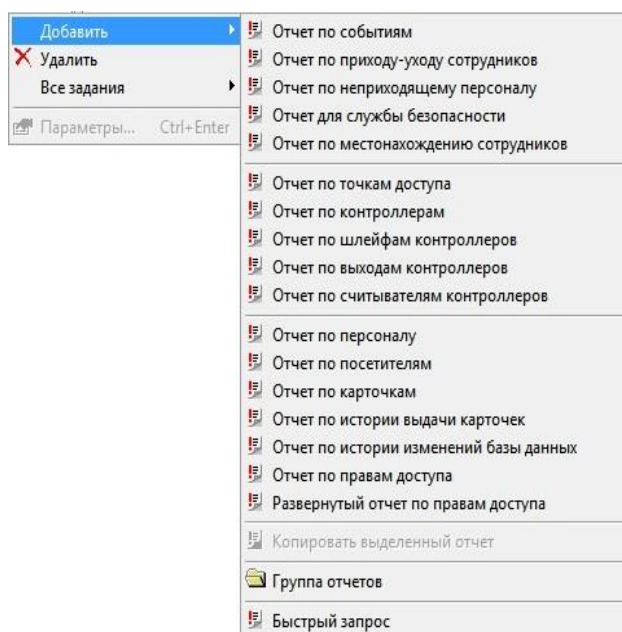 Добавить
Удалить
Все задания
Параметры... Ctrl+Enter
Отчет по событиям
Отчет по приходу-уходу сотрудников
Отчет по неприходящему персоналу
Отчет для службы безопасности
Отчет по местонахождению сотрудников
Отчет по точкам доступа
Отчет по контроллерам
Отчет по шлейфам контроллеров
Отчет по выходам контроллеров
Отчет по считывателям контроллеров
Отчет по персоналу
Отчет по посетителям
Отчет по карточкам
Отчет по истории выдачи карточек
Отчет по истории изменений базы данных
Отчет по правам доступа
Развернутый отчет по правам доступа
Копировать выделенный отчет
Группа отчетов
Быстрый запрос